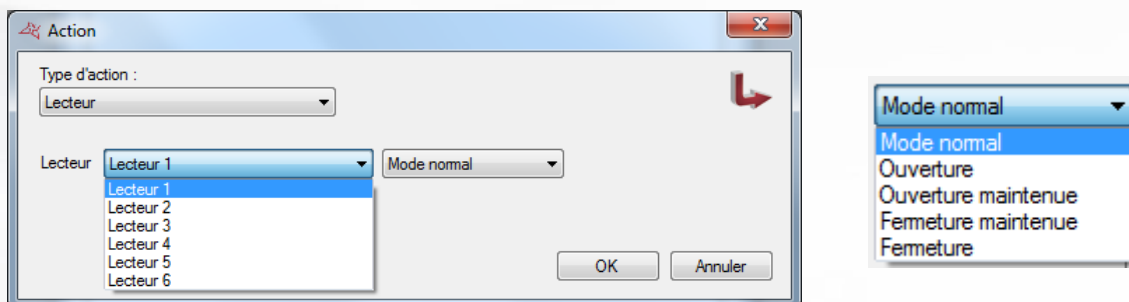 Action
Type d'action :
Lecteur
Lecteur Lecteur 1 Mode normal
Lecteur 1
Lecteur 2
Lecteur 3
Lecteur 4
Lecteur 5
Lecteur 6
OK Annuler
Mode normal
Mode normal
Ouverture
Ouverture maintenue
Fermeture maintenue
Fermeture